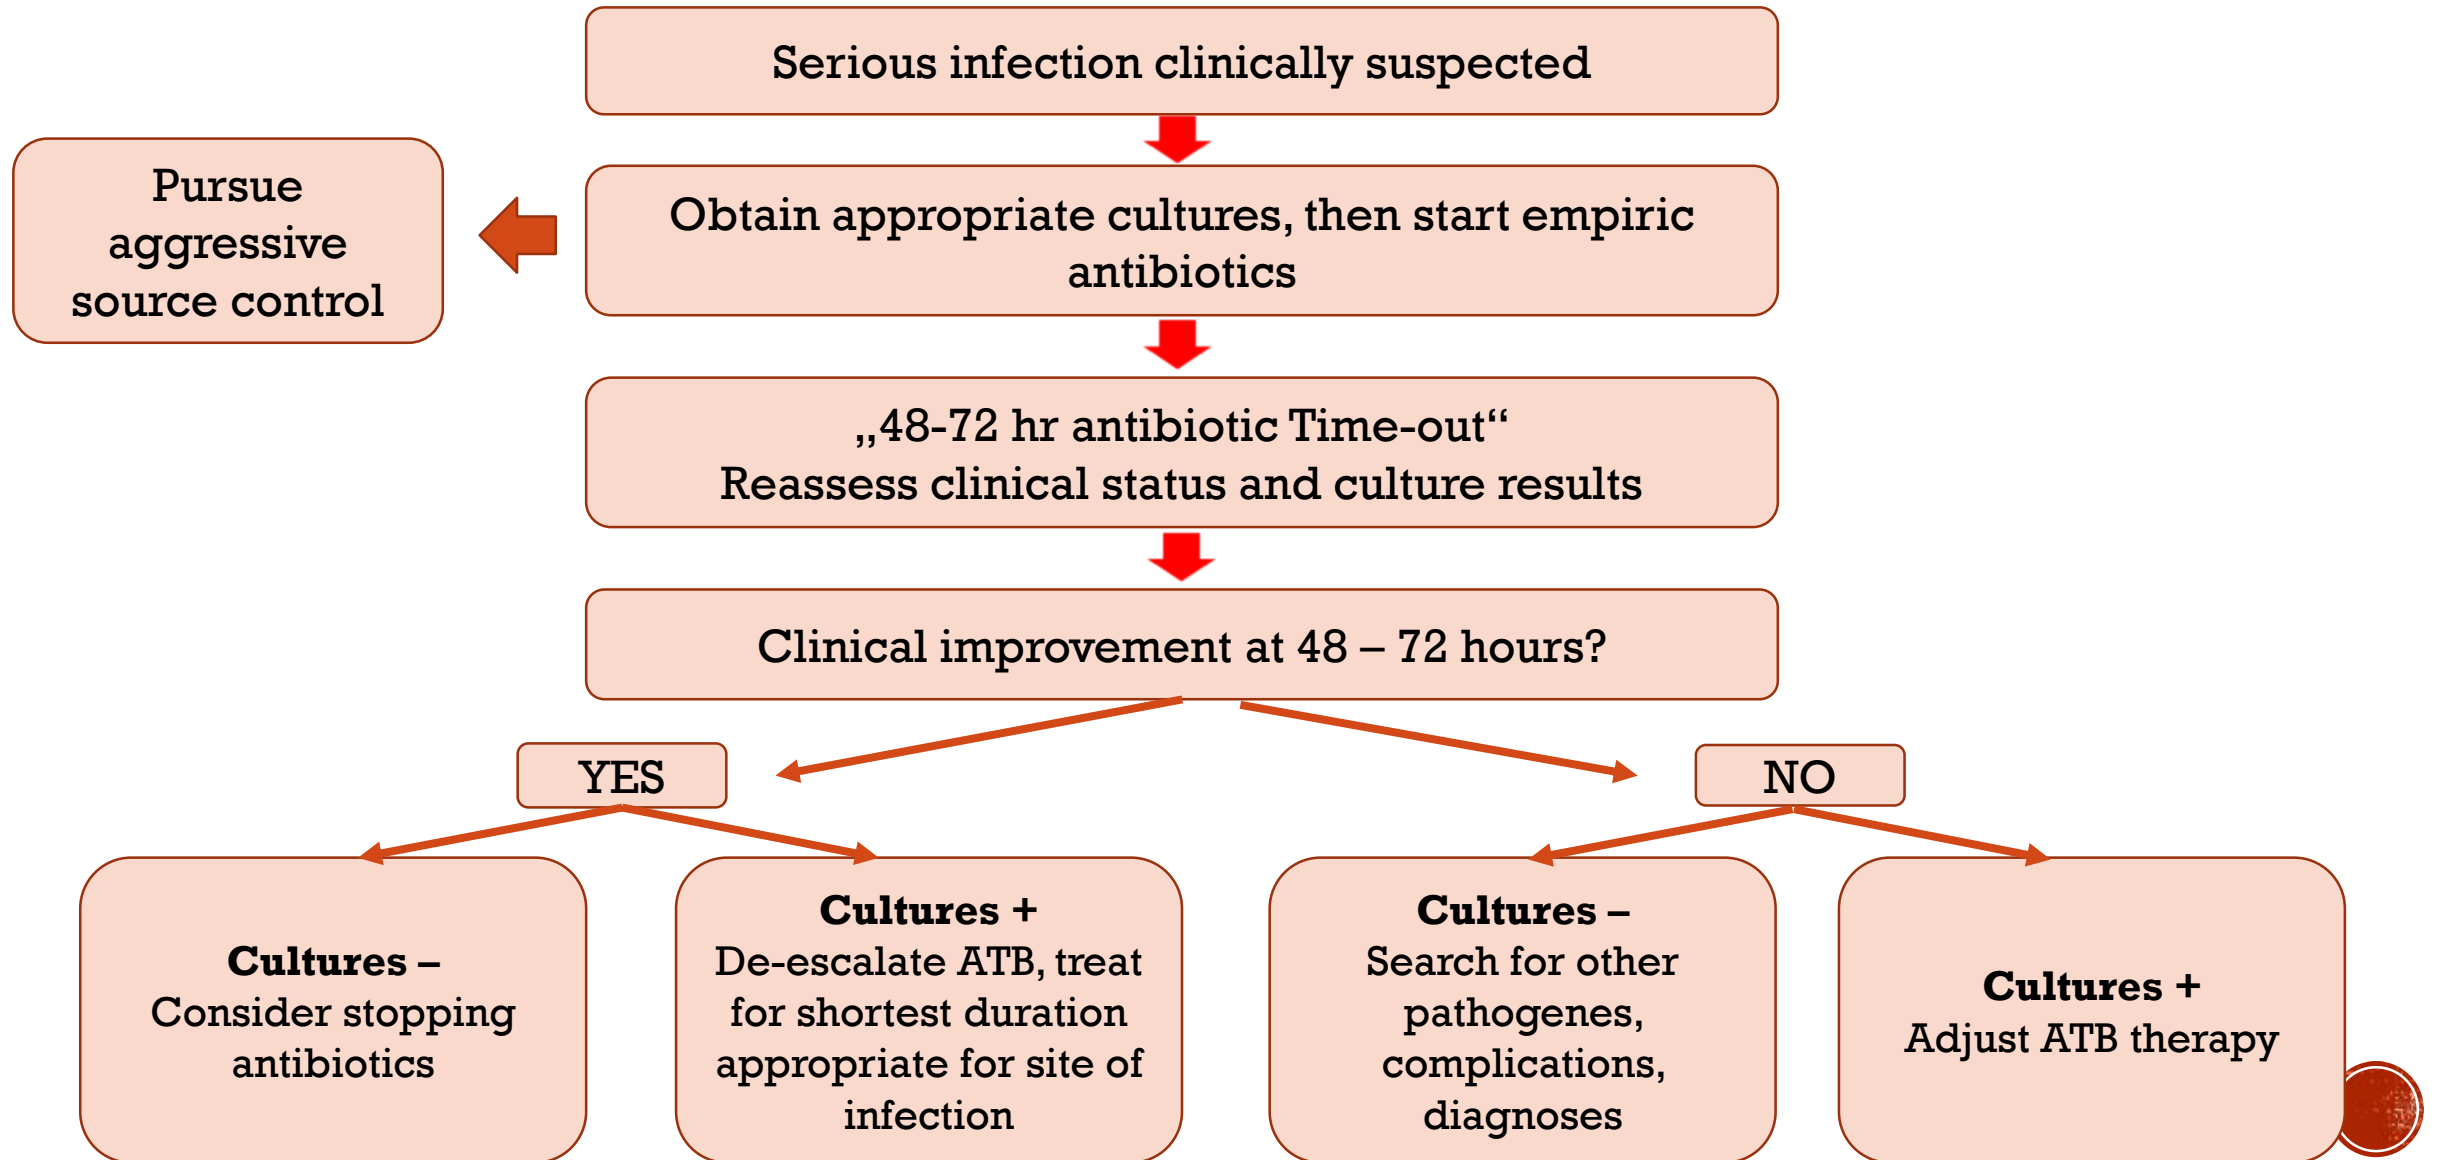 Serious infection clinically suspected
Pursue
aggressive
source control
Obtain appropriate cultures, then start empiric
antibiotics
„48-72 hr antibiotic Time-out“
Reassess clinical status and culture results
Clinical improvement at 48 – 72 hours?
YES
NO
Cultures –
Consider stopping
antibiotics
Cultures +
De-escalate ATB, treat
for shortest duration
appropriate for site of
infection
Cultures –
Search for other
pathogenes,
complications,
diagnoses
Cultures +
Adjust ATB therapy